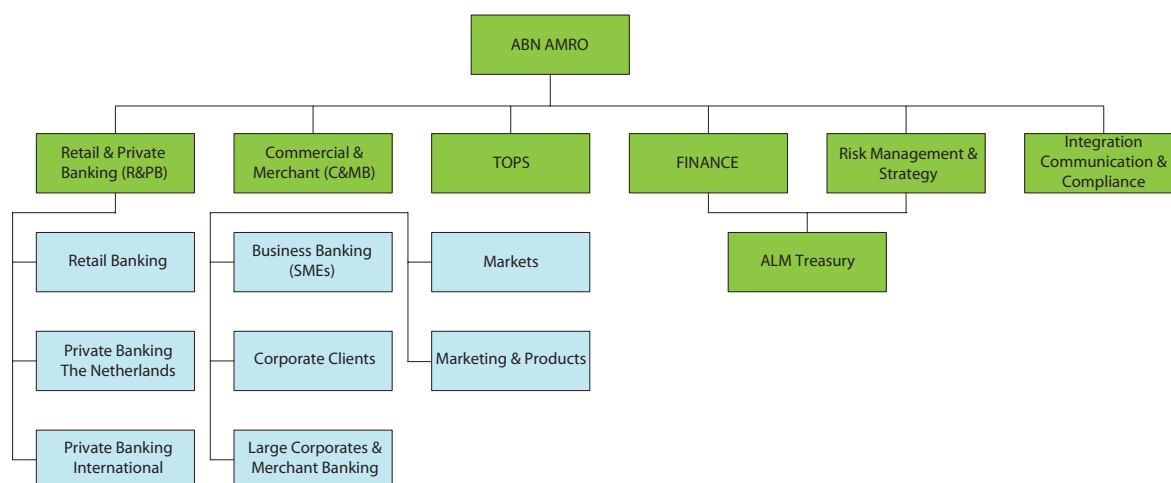 ABN AMRO
Retail & Private
Banking (R&PB)
Commercial &
Merchant (C&MB)
TOPS
FINANCE
Risk Management &
Strategy
Integration
Communication &
Compliance
Retail Banking
Business Banking
(SMEs)
Markets
ALM Treasury
Private Banking
The Netherlands
Corporate Clients
Marketing & Products
Private Banking
International
Large Corporates &
Merchant Banking